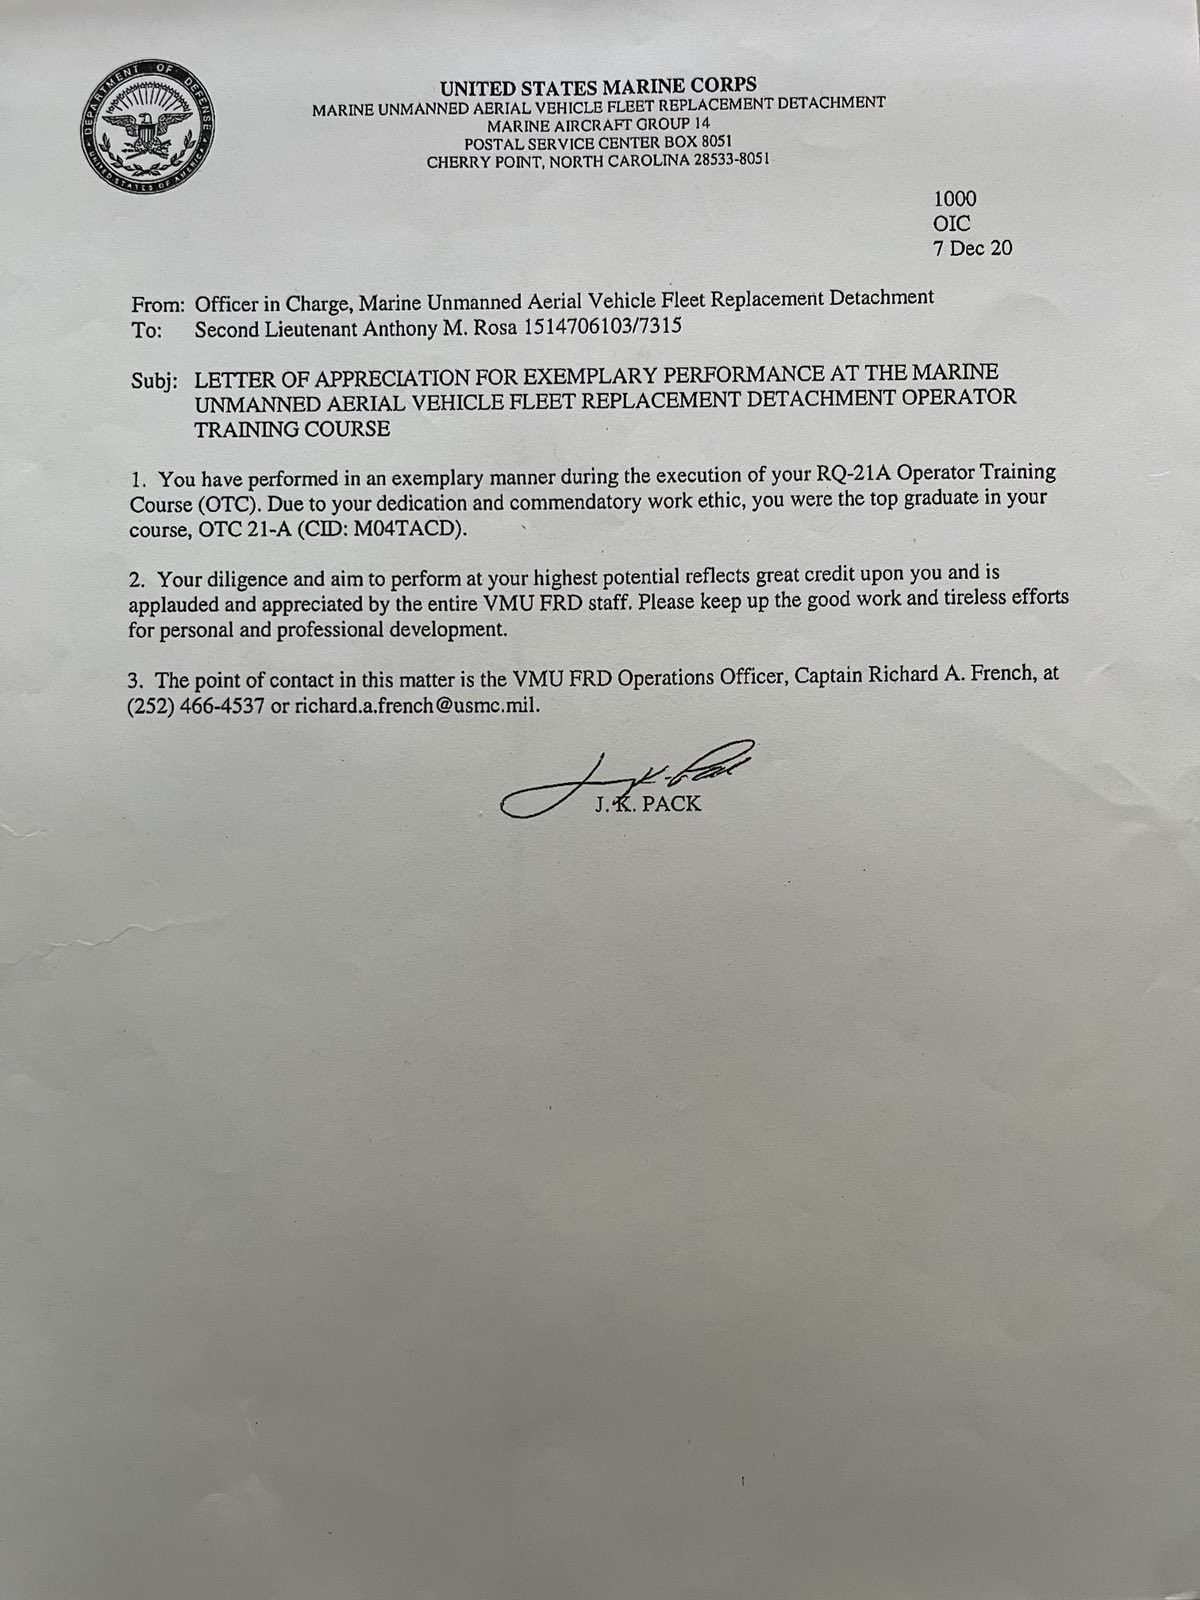 DEPARTMENT OF DEFENSE
UNITED STATES OF AMERICA
UNITED STATES MARINE CORPS
MARINE UNMANNED AERIAL VEHICLE FLEET REPLACEMENT DETACHMENT
MARINE AIRCRAFT GROUP 14
POSTAL SERVICE CENTER BOX 8051
CHERRY POINT, NORTH CAROLINA 28533-8051
1000
OIC
7 Dec 20
From: Officer in Charge, Marine Unmanned Aerial Vehicle Fleet Replacement Detachment
To: Second Lieutenant Anthony M. Rosa 1514706103/7315
Subj: LETTER OF APPRECIATION FOR EXEMPLARY PERFORMANCE AT THE MARINE
UNMANNED AERIAL VEHICLE FLEET REPLACEMENT DETACHMENT OPERATOR
TRAINING COURSE
1. You have performed in an exemplary manner during the execution of your RQ-21A Operator Training
Course (OTC). Due to your dedication and commendatory work ethic, you were the top graduate in your
course, OTC 21-A (CID: M04TACD).
2. Your diligence and aim to perform at your highest potential reflects great credit upon you and is
applauded and appreciated by the entire VMU FRD staff. Please keep up the good work and tireless efforts
for personal and professional development.
3. The point of contact in this matter is the VMU FRD Operations Officer, Captain Richard A. French, at
(252) 466-4537 or richard.a.french@usmc.mil.
J.K. PACK